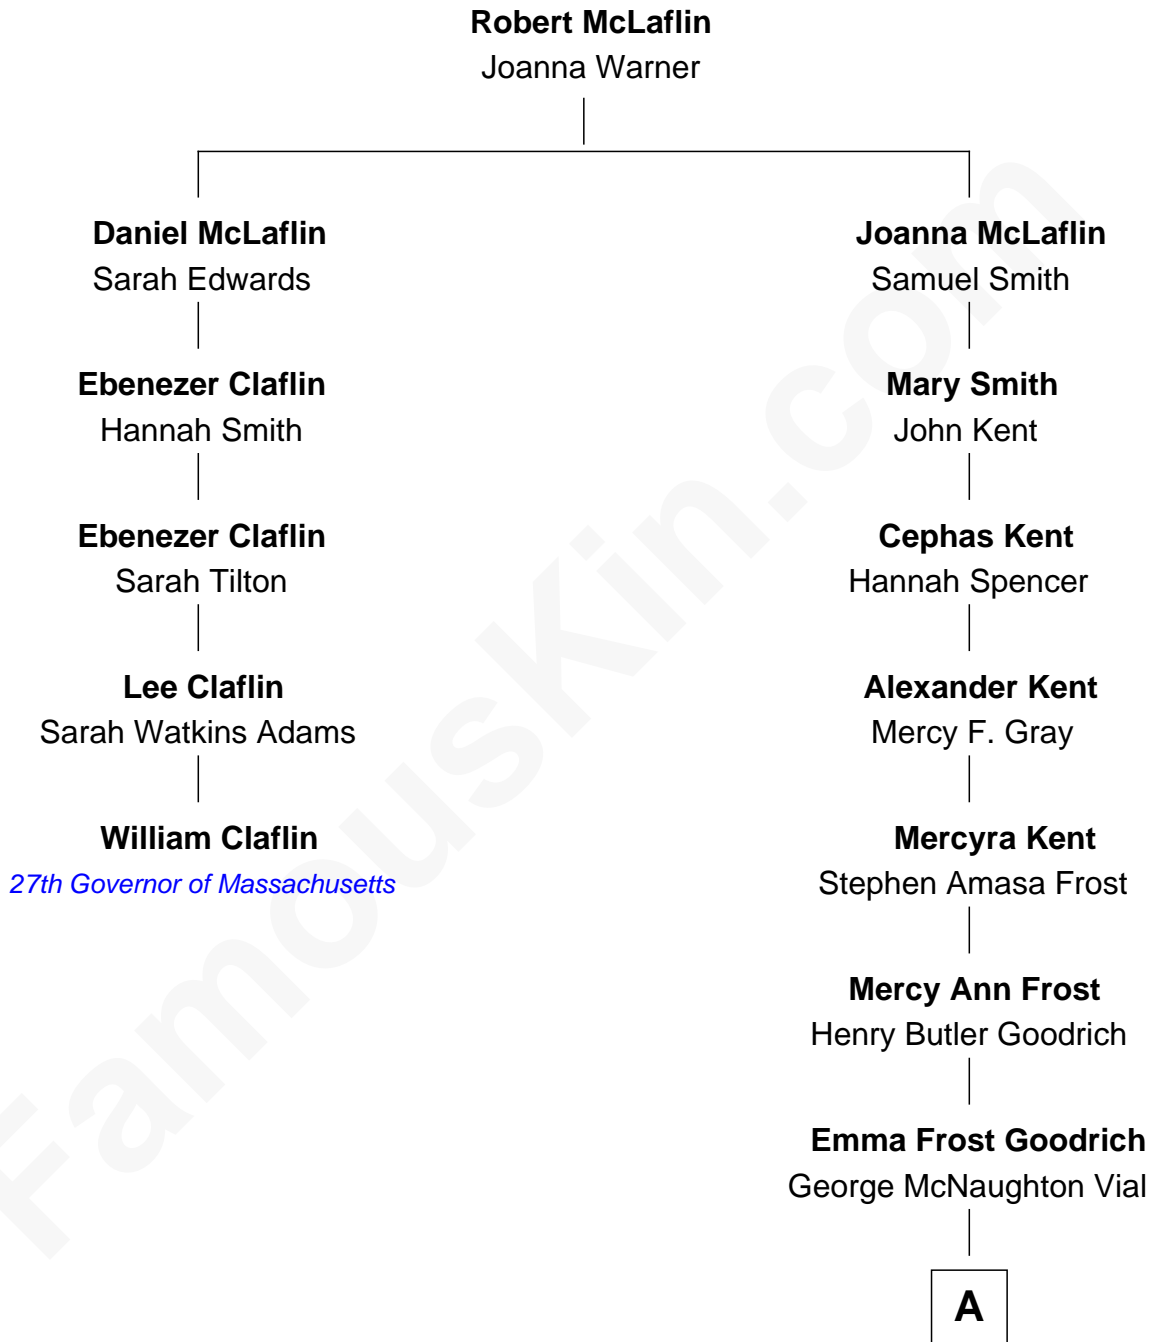 Robert McLaflin
Joanna Warner
Daniel McLaflin
Sarah Edwards
Ebenezer Claflin
Hannah Smith
Ebenezer Claflin
Sarah Tilton
Lee Claflin
Sarah Watkins Adams
William Claflin
27th Governor of Massachusetts
Joanna McLaflin
Samuel Smith
Mary Smith
John Kent
Cephas Kent
Hannah Spencer
Alexander Kent
Mercy F. Gray
Mercyra Kent
Stephen Amasa Frost
Mercy Ann Frost
Henry Butler Goodrich
Emma Frost Goodrich
George McNaughton Vial
A
FamousKin.com